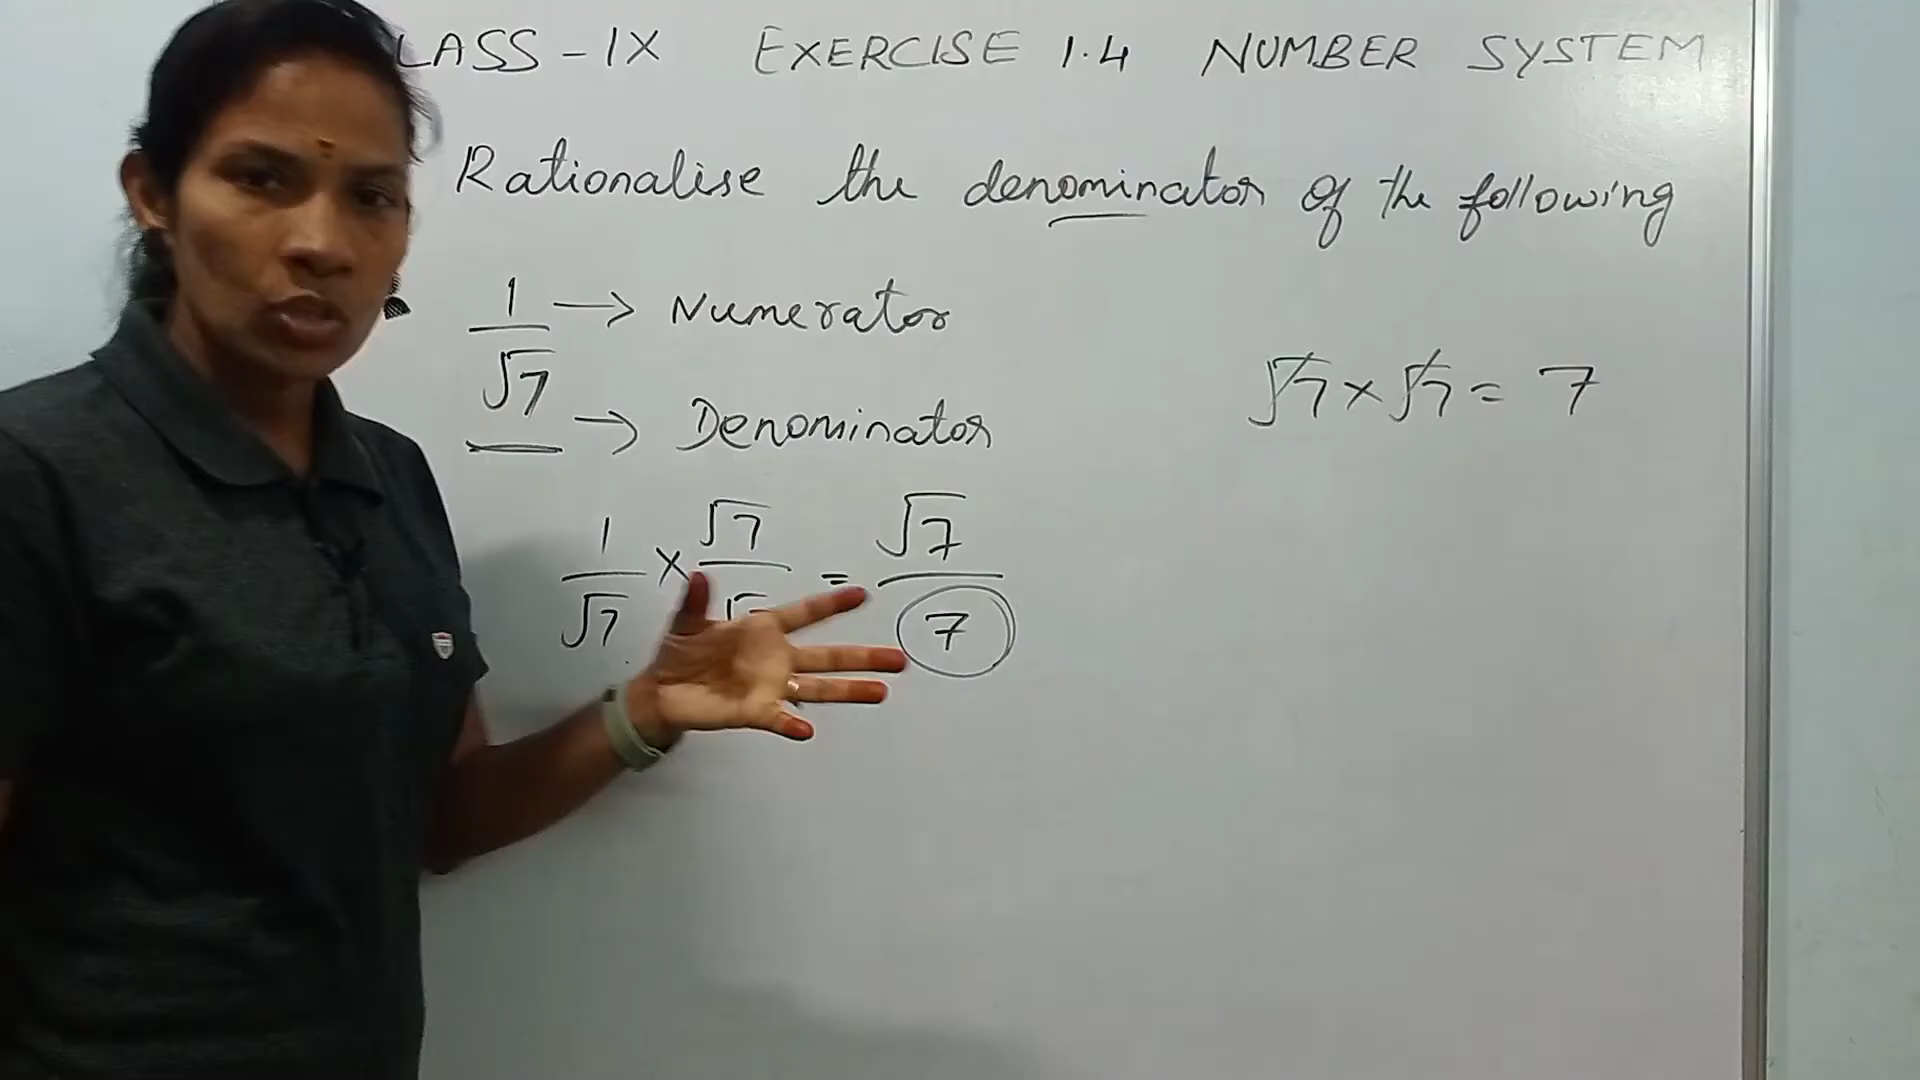 LASS - IX EXERCISE 1.4 NUMBER SYSTEM
Rationalise the denominator of the following
1/√7 → Numerator
→ Denominator
√7 × √7 = 7
1/√7 × √7/√7 = √7/7